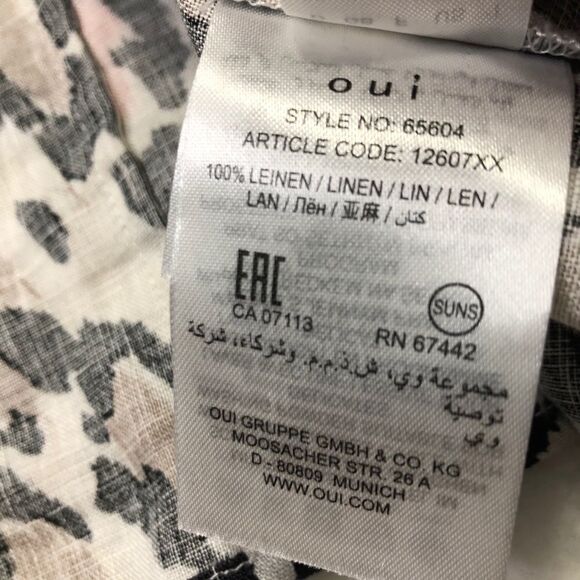 oui
STYLE NO: 65604
ARTICLE CODE: 12607XX
100% LEINEN / LINEN / LIN / LEN /
LAN / Лён / 亚麻 / كتان
EAC
SUNS
CA 07113
RN 67442
مجموعة وي، ش.ذ.م.م. وشركاء، شركة
توصية
وي
OUI GRUPPE GMBH & CO. KG
MOOSACHER STR. 26 A
D - 80809 MUNICH
WWW.OUI.COM